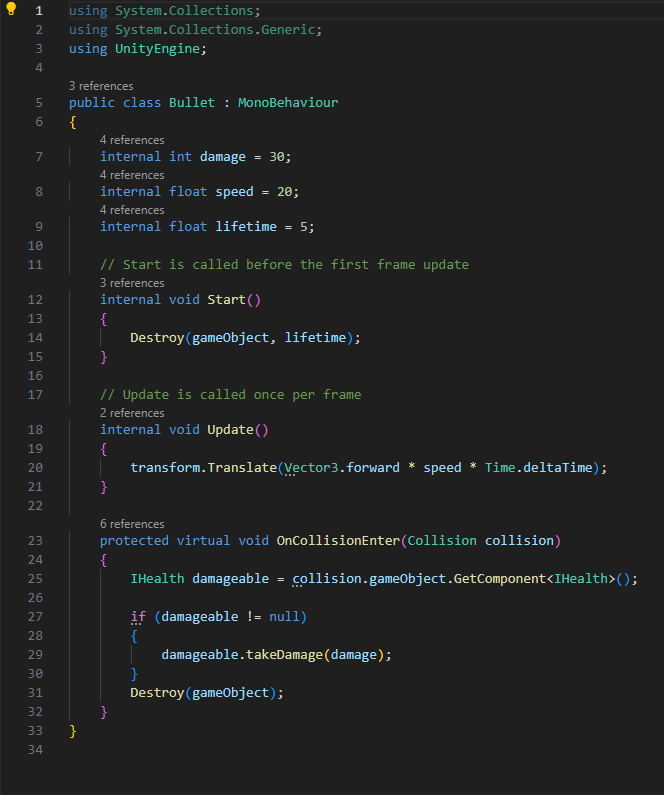 1 using System.Collections;
2 using System.Collections.Generic;
3 using UnityEngine;
4
3 references
5 public class Bullet : MonoBehaviour
6 {
4 references
7     internal int damage = 30;
4 references
8     internal float speed = 20;
4 references
9     internal float lifetime = 5;
10
11     // Start is called before the first frame update
3 references
12     internal void Start()
13     {
14         Destroy(gameObject, lifetime);
15     }
16
17     // Update is called once per frame
2 references
18     internal void Update()
19     {
20         transform.Translate(Vector3.forward * speed * Time.deltaTime);
21     }
22
6 references
23     protected virtual void OnCollisionEnter(Collision collision)
24     {
25         IHealth damageable = collision.gameObject.GetComponent<IHealth>();
26
27         if (damageable != null)
28         {
29             damageable.takeDamage(damage);
30         }
31         Destroy(gameObject);
32     }
33 }
34